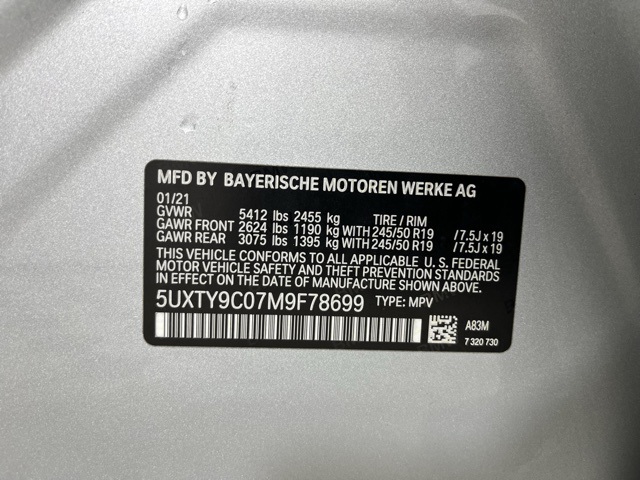 MFD BY BAYERISCHE MOTOREN WERKE AG
01/21
GVWR 5412 lbs 2455 kg TIRE / RIM
GAWR FRONT 2624 lbs 1190 kg WITH 245/50 R19 /7.5J x 19
GAWR REAR 3075 lbs 1395 kg WITH 245/50 R19 /7.5J x 19
THIS VEHICLE CONFORMS TO ALL APPLICABLE U. S. FEDERAL
MOTOR VEHICLE SAFETY AND THEFT PREVENTION STANDARDS
IN EFFECT ON THE DATE OF MANUFACTURE SHOWN ABOVE.
5UXTY9C07M9F78699 TYPE: MPV
A83M
7 320 730